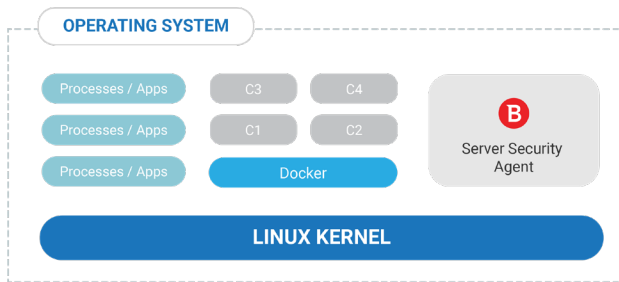 OPERATING SYSTEM
Processes / Apps
C3
C4
Processes / Apps
C1
C2
Processes / Apps
Docker
B
Server Security
Agent
LINUX KERNEL